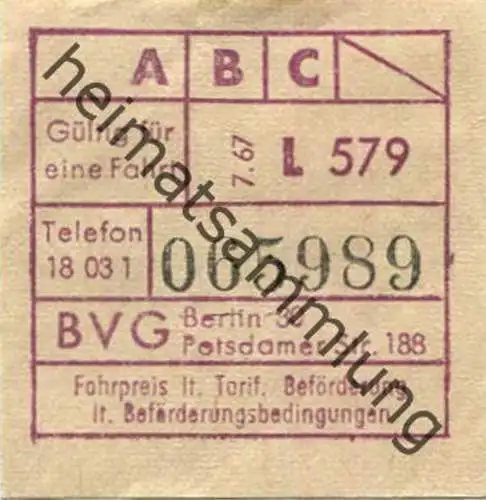 A B C
Gültig für
eine Fahrt
7.67
L 579
Telefon
18 03 1
065989
BVG
Berlin 30
Potsdamer Str. 188
Fahrpreis lt. Tarif. Beförderung
lt. Beförderungsbedingungen
heimatsammlung